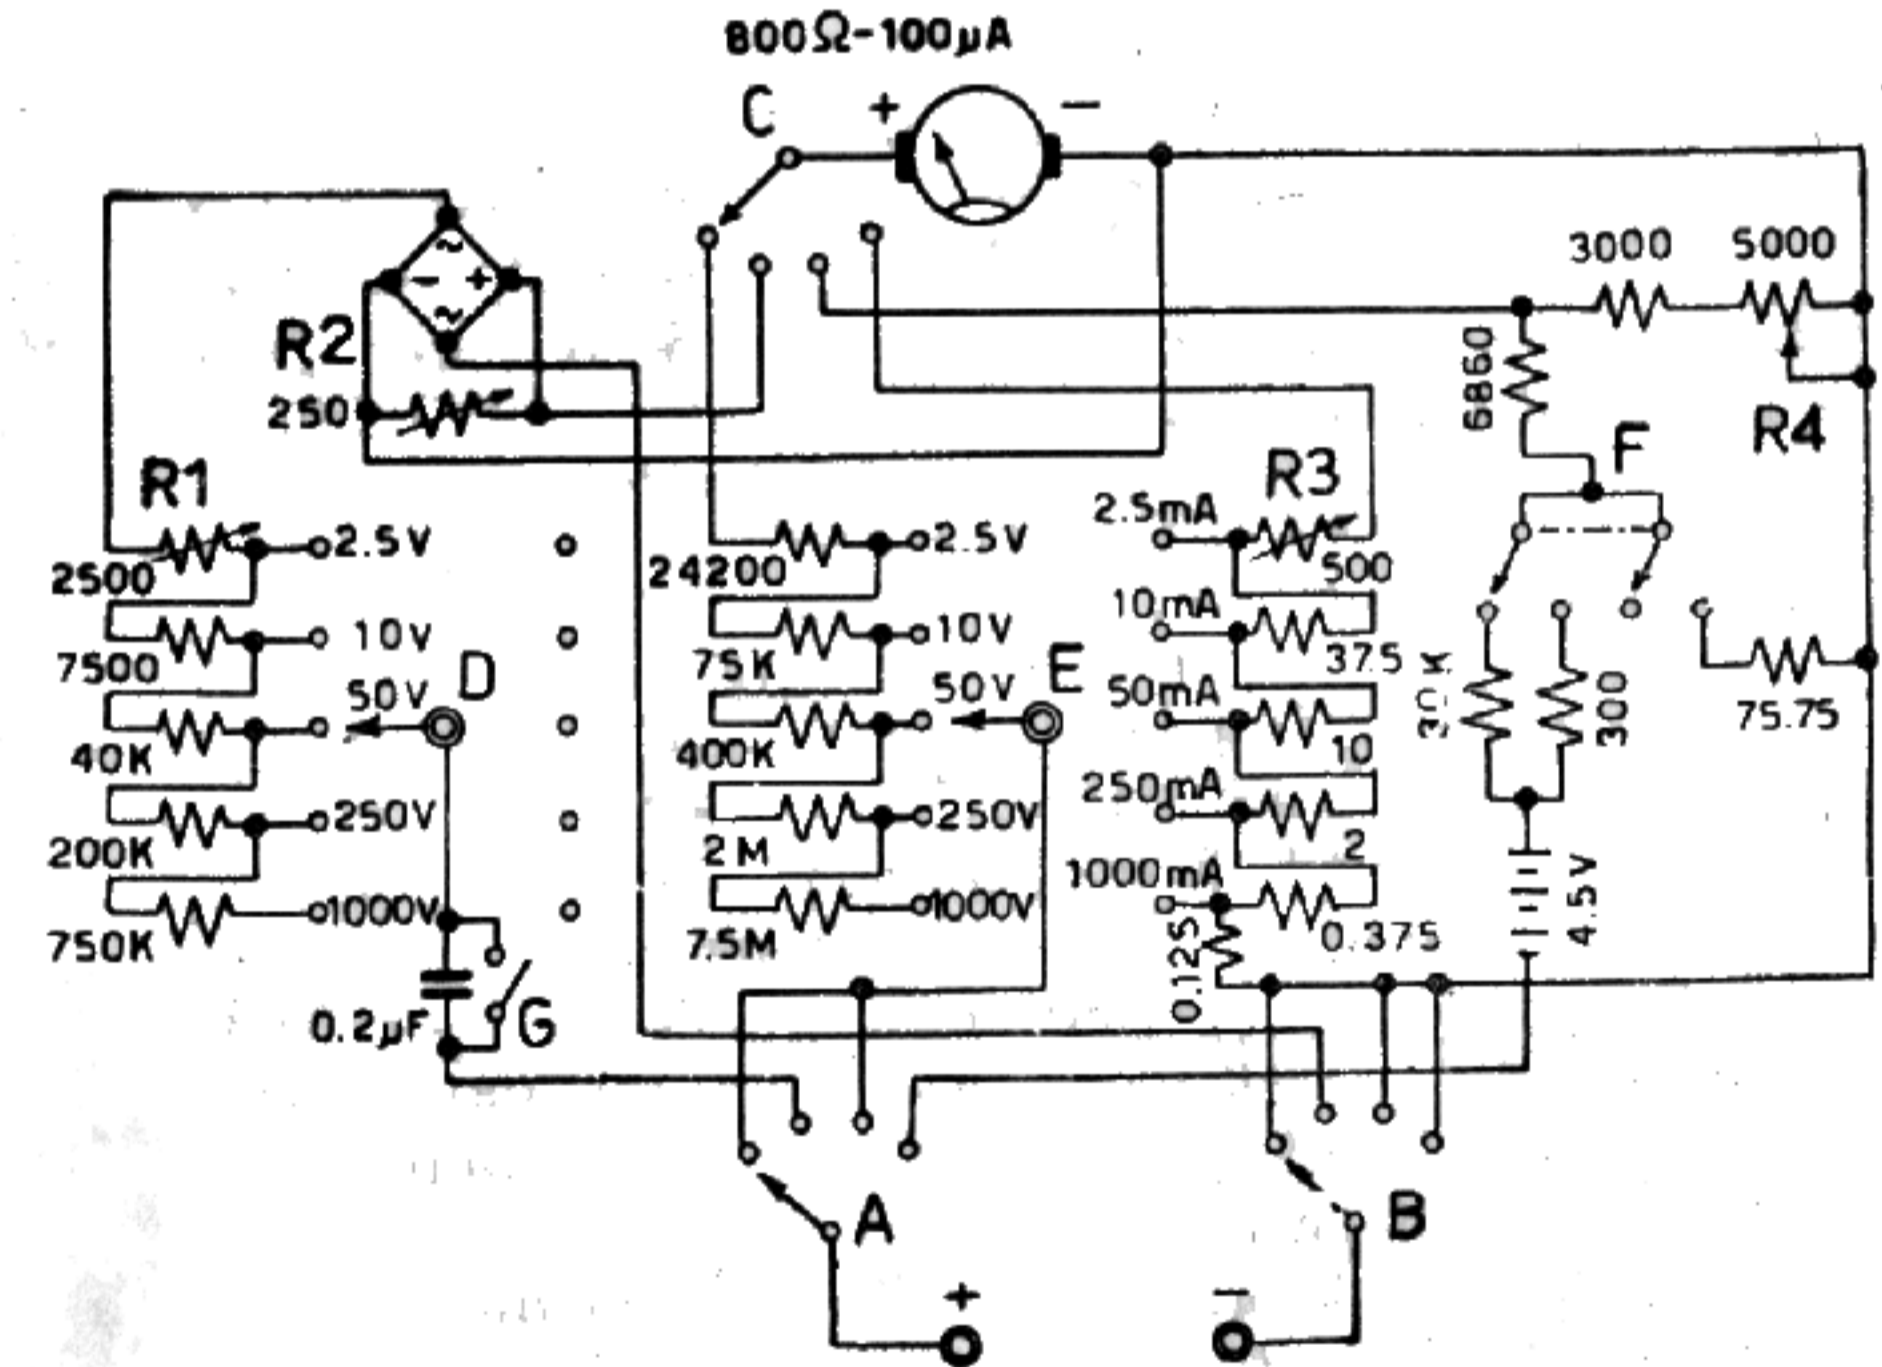 800Ω-100µA
C
+
−
3000
5000
~
−
+
~
R2
250
6860
R4
F
R1
R3
2.5V
2500
2.5V
24200
2.5mA
500
10V
7500
10V
75K
10mA
37.5
50V
D
40K
50V
E
400K
50mA
10
300
75.75
250V
200K
250V
2M
250mA
2
1000V
750K
1000V
7.5M
1000mA
0.375
4.5V
0.125
0.2µF
G
A
B
+
−